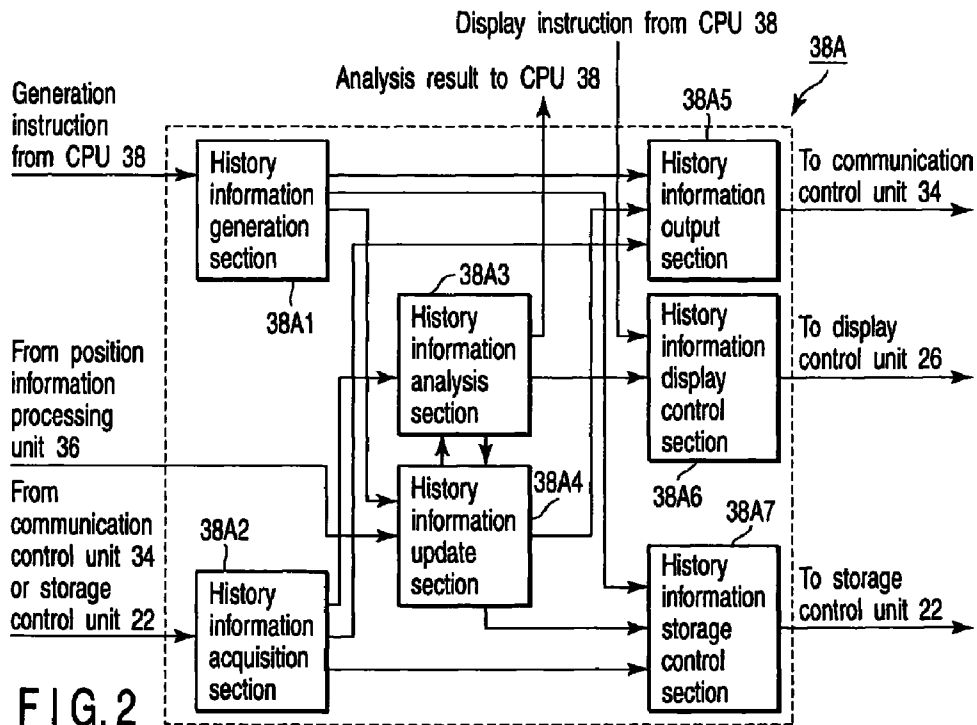 Display instruction from CPU 38
Analysis result to CPU 38
38A
Generation
instruction
from CPU 38
38A5
History
information
generation
section
38A1
History
information
output
section
To communication
control unit 34
38A3
History
information
analysis
section
From position
information
processing
unit 36
History
information
display
control
section
38A6
To display
control unit 26
From
communication
control unit 34
or storage
control unit 22
38A2
History
information
acquisition
section
History
information
update
section
38A4
38A7
History
information
storage
control
section
To storage
control unit 22
FIG. 2